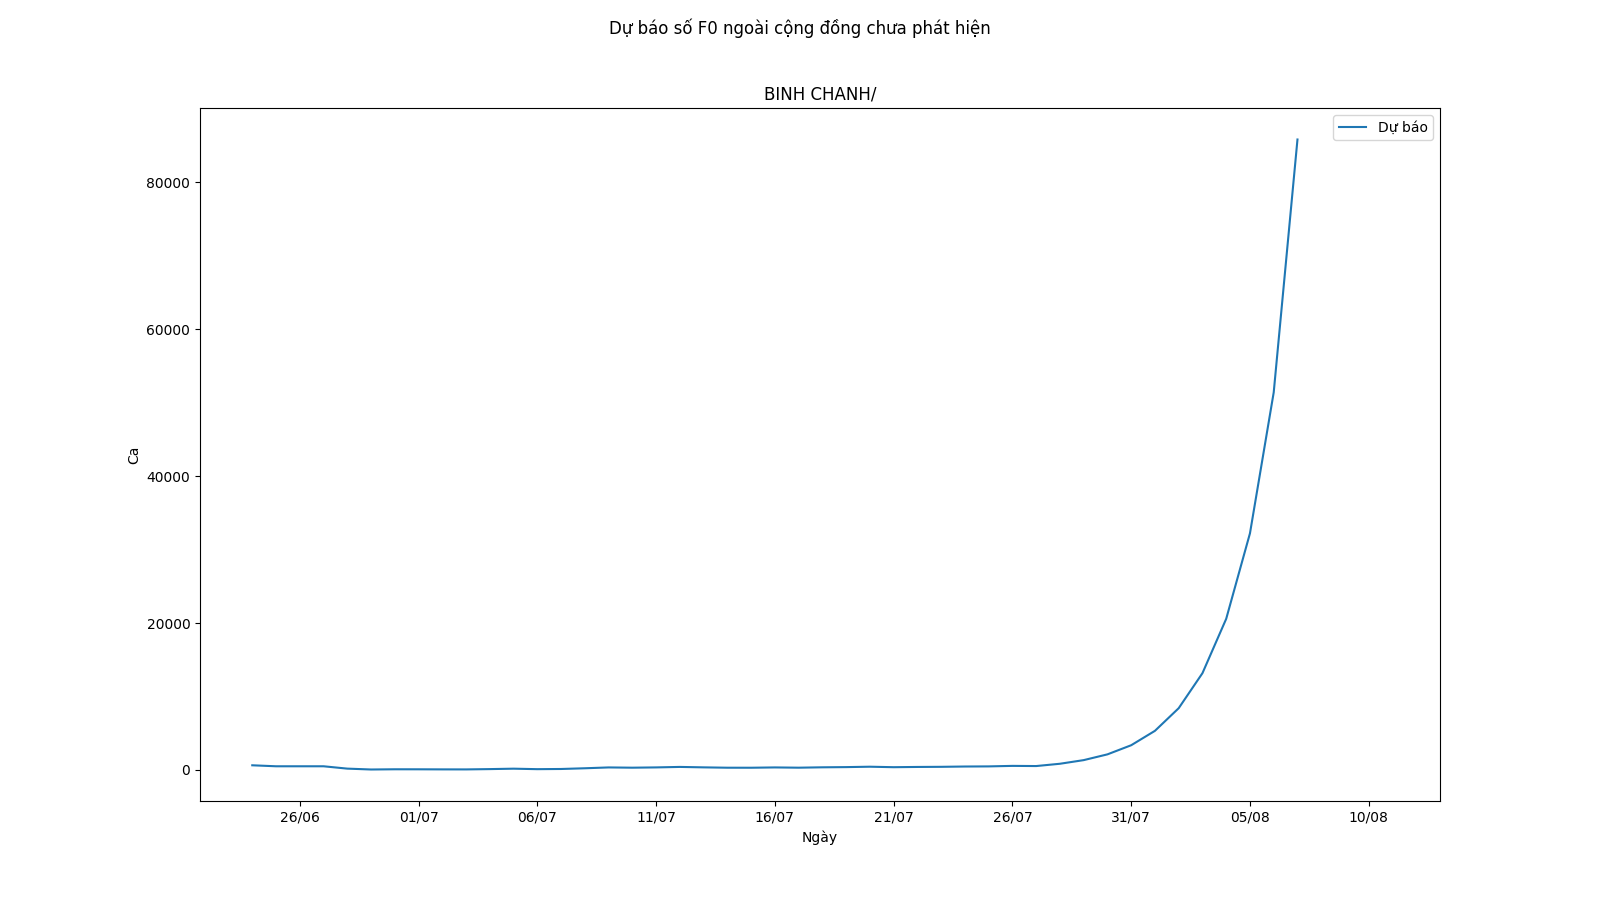 Dự báo số F0 ngoài cộng đồng chưa phát hiện
BINH CHANH/
Dự báo
80000
60000
40000
20000
0
Ca
26/06 01/07 06/07 11/07 16/07 21/07 26/07 31/07 05/08 10/08
Ngày